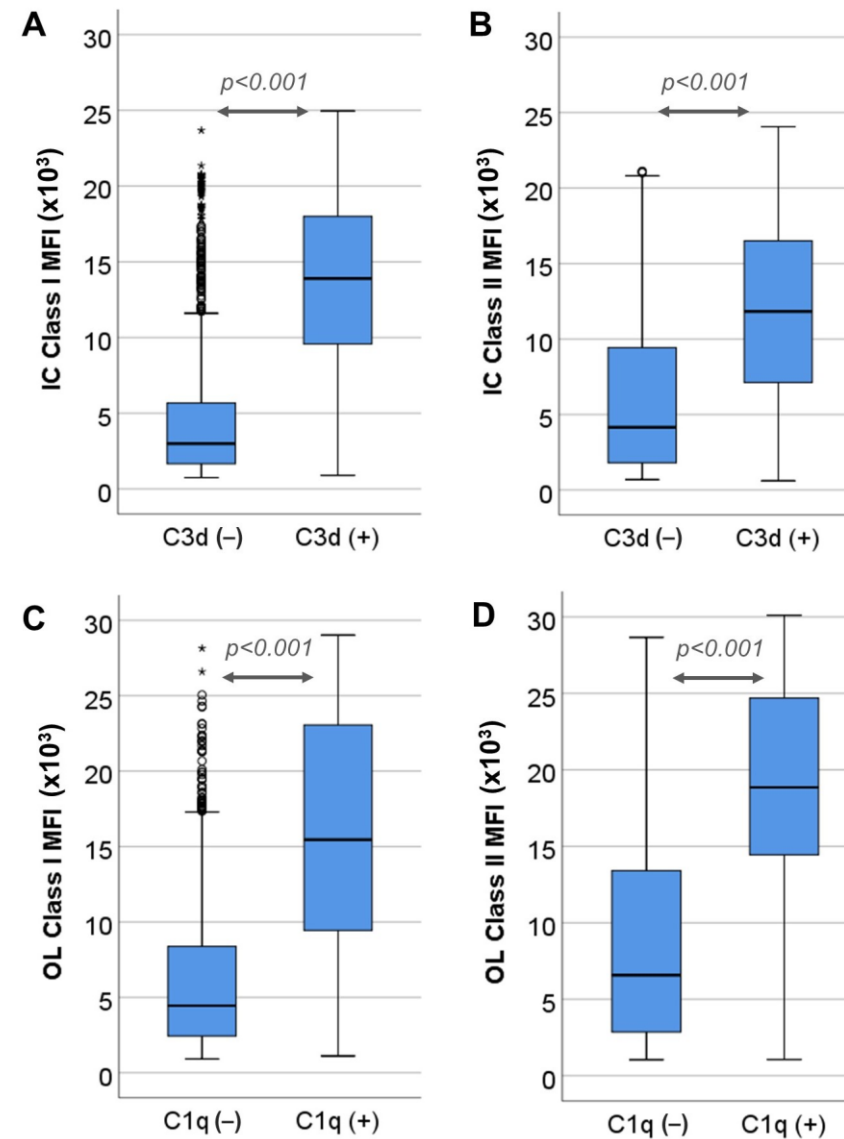 A
IC Class I MFI (x10³)
30
25
20
15
10
5
0
p<0.001
C3d (–)
C3d (+)
B
IC Class II MFI (x10³)
30
25
20
15
10
5
0
p<0.001
C3d (–)
C3d (+)
C
OL Class I MFI (x10³)
30
25
20
15
10
5
0
p<0.001
C1q (–)
C1q (+)
D
OL Class II MFI (x10³)
30
25
20
15
10
5
0
p<0.001
C1q (–)
C1q (+)